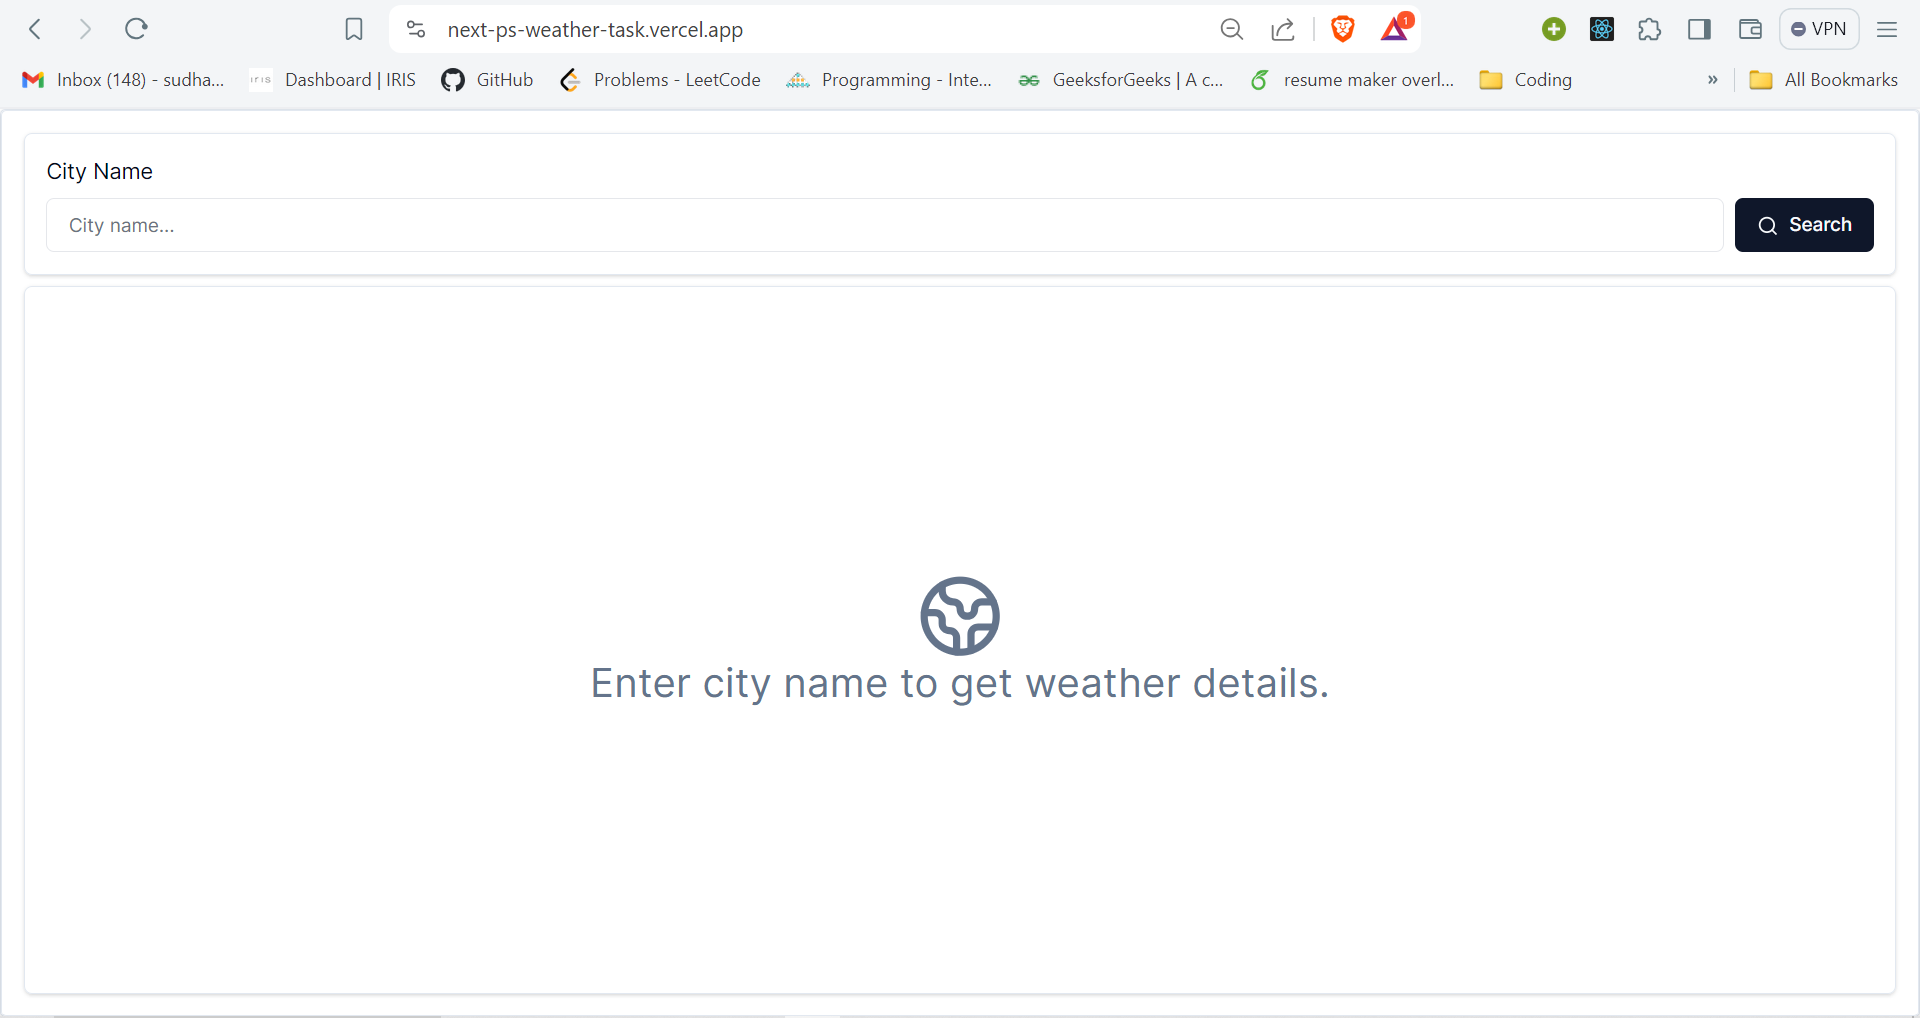 next-ps-weather-task.vercel.app
1
VPN
Inbox (148) - sudha...
IRIS
Dashboard | IRIS
GitHub
Problems - LeetCode
Programming - Inte...
GeeksforGeeks | A c...
resume maker overl...
Coding
»
All Bookmarks
City Name
City name...
Search
Enter city name to get weather details.